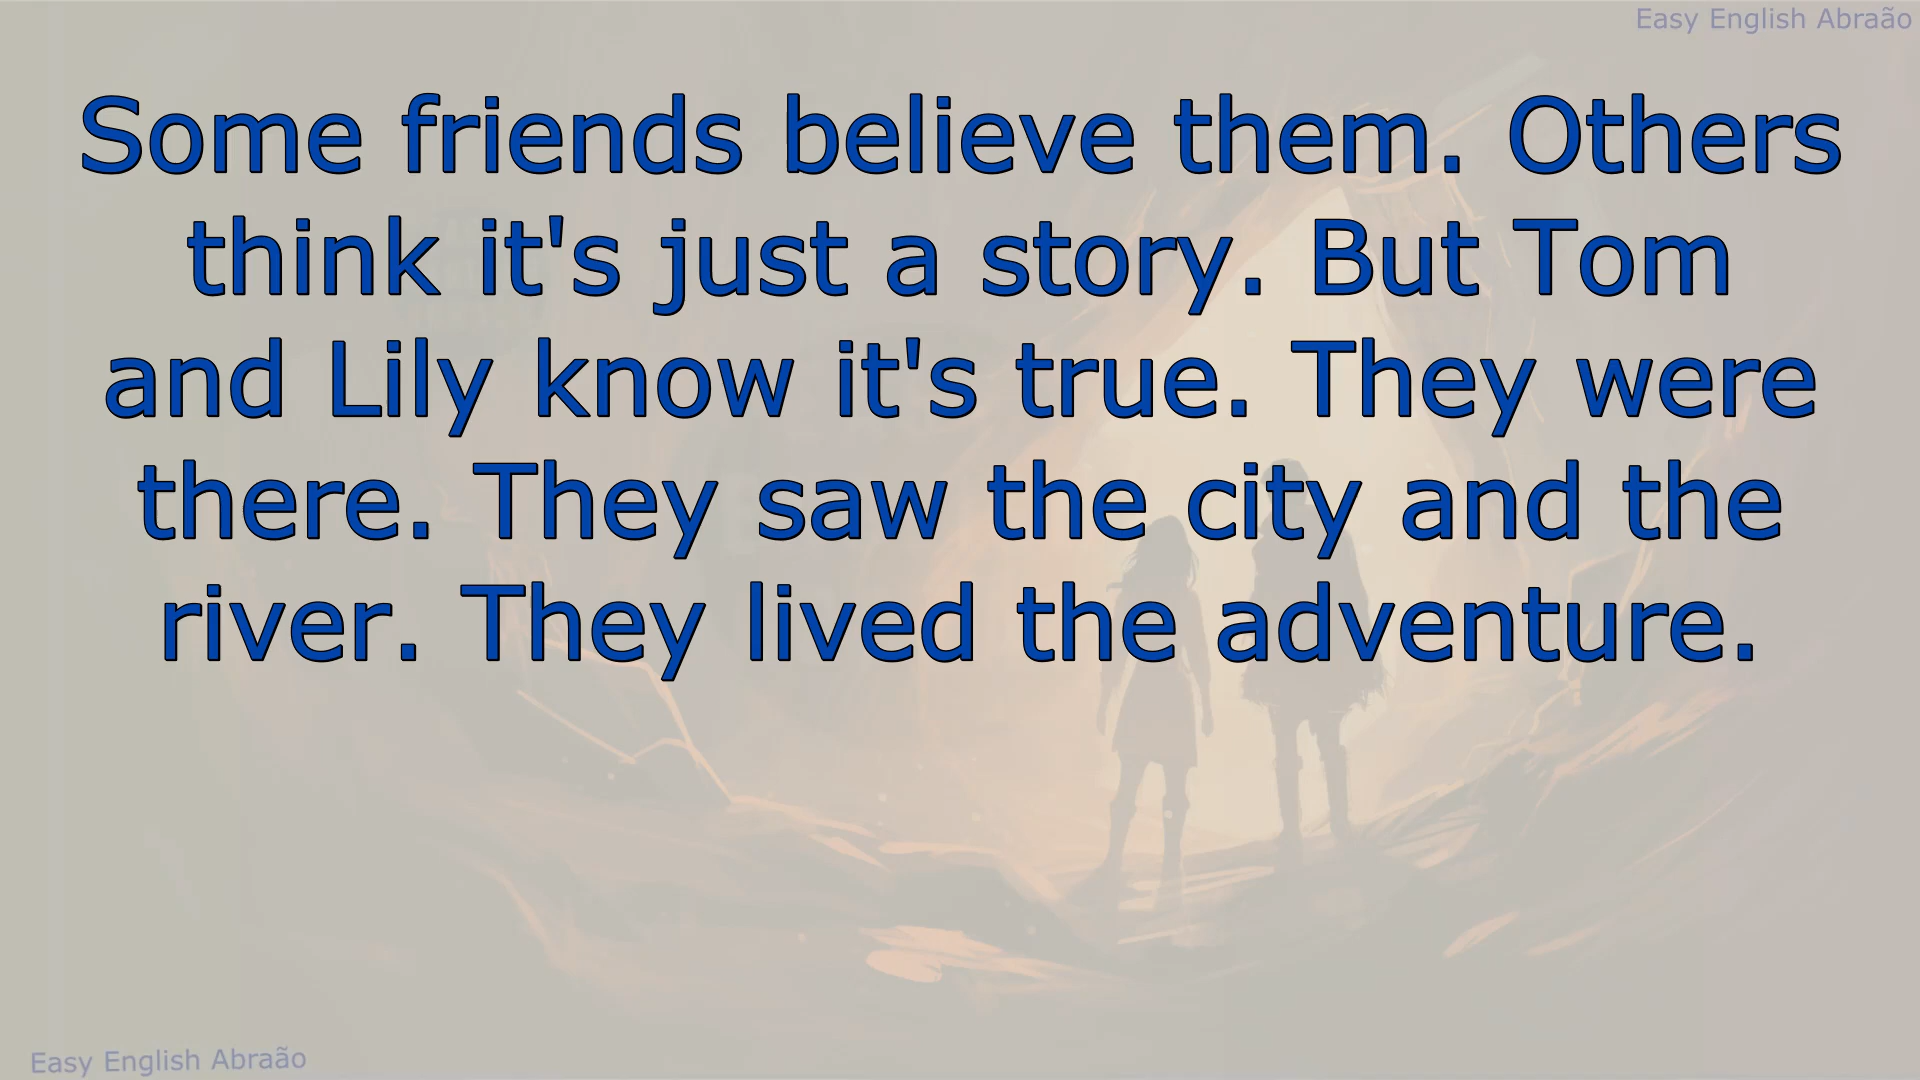 Easy English Abraão
Some friends believe them. Others
think it's just a story. But Tom
and Lily know it's true. They were
there. They saw the city and the
river. They lived the adventure.
Easy English Abraão